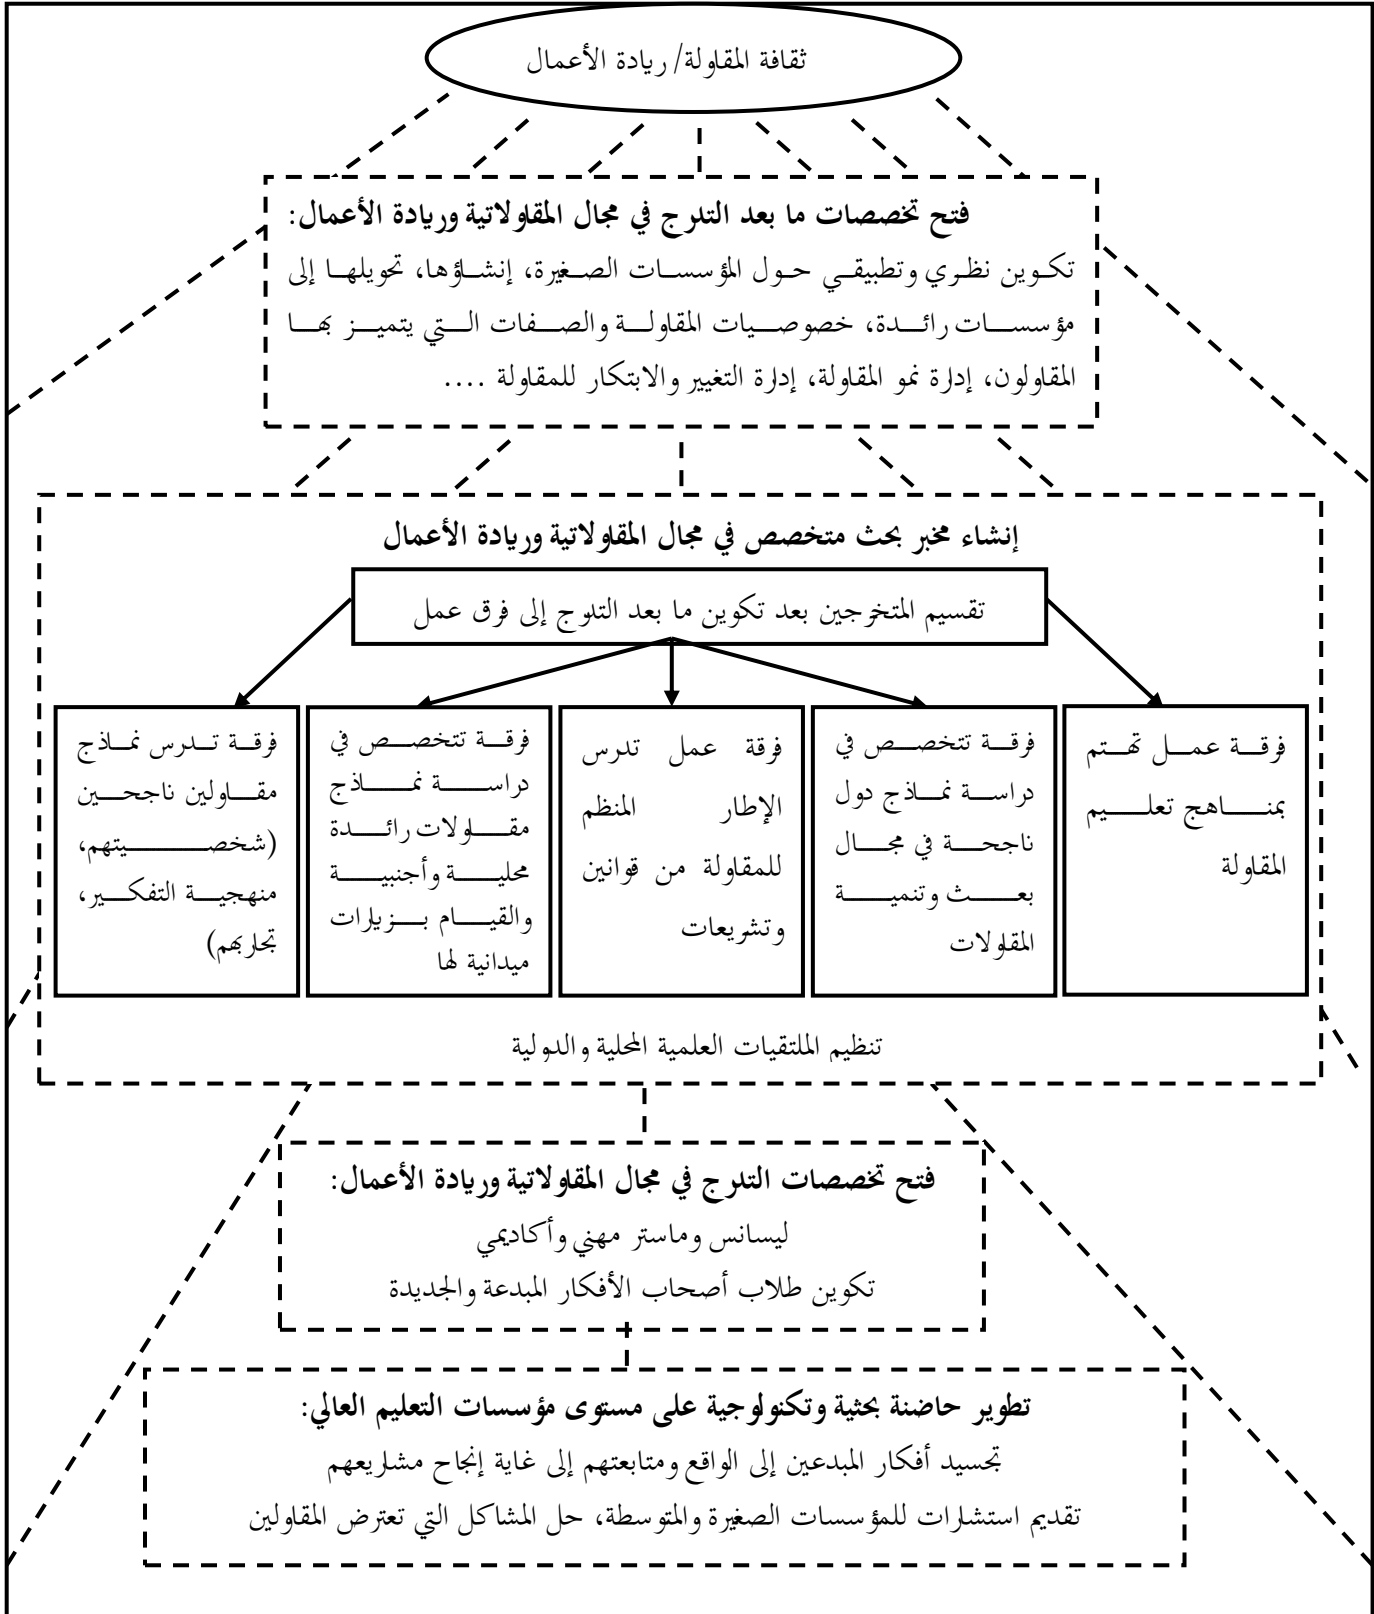 ثقافة المقاولة/ ريادة الأعمال
فتح تخصصات ما بعد التدرج في مجال المقاولاتية وريادة الأعمال:
تكوين نظري وتطبيقي حول المؤسسات الصغيرة، إنشاؤها، تحويلها إلى
مؤسسات رائدة، خصوصيات المقاولة والصفات التي يتميز بها
المقاولون، إدارة نمو المقاولة، إدارة التغيير والابتكار للمقاولة ....
إنشاء مخبر بحث متخصص في مجال المقاولاتية وريادة الأعمال
تقسيم المتخرجين بعد تكوين ما بعد التدرج إلى فرق عمل
فرقة عمل تهتم
بمناهج تعليم
المقاولة
فرقة تتخصص في
دراسة نماذج دول
ناجحة في مجال
بعث وتنمية
المقاولات
فرقة عمل تدرس
الإطار المنظم
للمقاولة من قوانين
وتشريعات
فرقة تتخصص في
دراسة نماذج
مقاولات رائدة
محلية وأجنبية
والقيام بزيارات
ميدانية لها
فرقة تدرس نماذج
مقاولين ناجحين
(شخصيتهم،
منهجية التفكير،
تجاربهم)
تنظيم الملتقيات العلمية المحلية والدولية
فتح تخصصات التدرج في مجال المقاولاتية وريادة الأعمال:
ليسانس وماستر مهني وأكاديمي
تكوين طلاب أصحاب الأفكار المبدعة والجديدة
تطوير حاضنة بحثية وتكنولوجية على مستوى مؤسسات التعليم العالي:
تجسيد أفكار المبدعين إلى الواقع ومتابعتهم إلى غاية إنجاح مشاريعهم
تقديم استشارات للمؤسسات الصغيرة والمتوسطة، حل المشاكل التي تعترض المقاولين